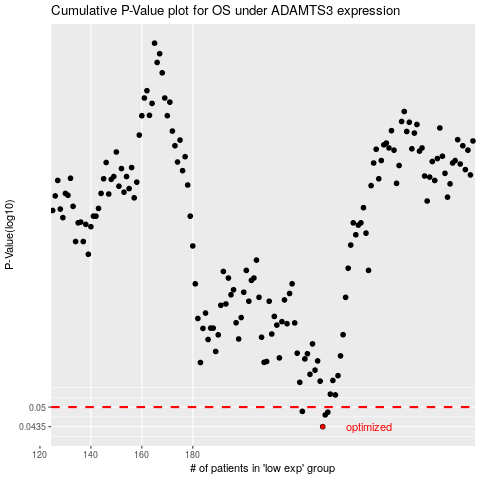 Cumulative P-Value plot for OS under ADAMTS3 expression
P-Value(log10)
0.05
0.0435
optimized
120 140 160 180
# of patients in 'low exp' group